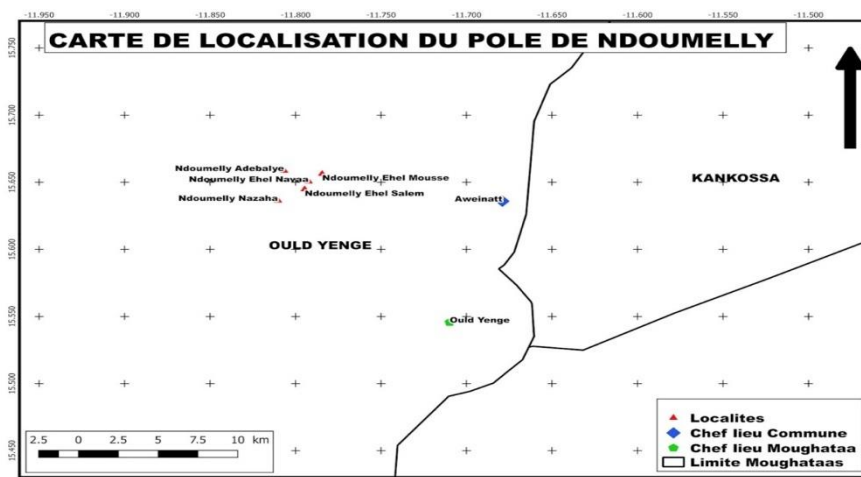 -11.950 -11.900 -11.850 -11.800 -11.750 -11.700 -11.650 -11.600 -11.550 -11.500
CARTE DE LOCALISATION DU POLE DE NDOUMELLY
15.750
15.700
15.650
15.600
15.550
15.500
15.450
Ndoumelly Adebalye
Ndoumelly Ehel Mousse
Ndoumelly Ehel Navaa
Ndoumelly Ehel Salem
Ndoumelly Nazaha
Aweinatt
KANKOSSA
OULD YENGE
Ould Yenge
2.5 0 2.5 5 7.5 10 km
Localites
Chef lieu Commune
Chef lieu Moughataa
Limite Moughataas